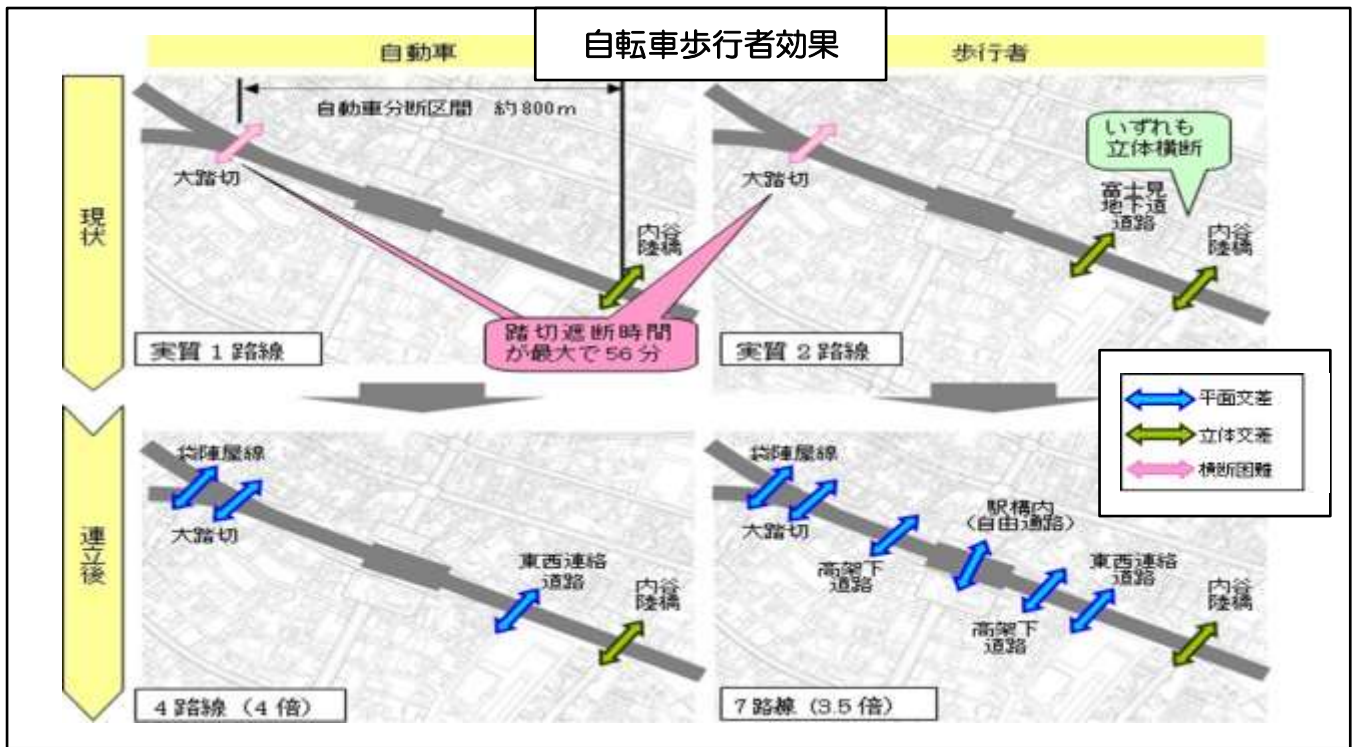 自転車歩行者効果
自動車
歩行者
現状
自動車分断区間 約800m
大踏切
内谷
陸橋
実質1路線
踏切遮断時間
が最大で56分
大踏切
いずれも
立体横断
富士見
地下道
道路
内谷
陸橋
実質2路線
平面交差
立体交差
横断困難
連立後
袋陣屋線
大踏切
東西連絡
道路
内谷
陸橋
4路線(4倍)
袋陣屋線
大踏切
高架下
道路
駅構内
(自由通路)
高架下
道路
東西連絡
道路
内谷
陸橋
7路線(3.5倍)